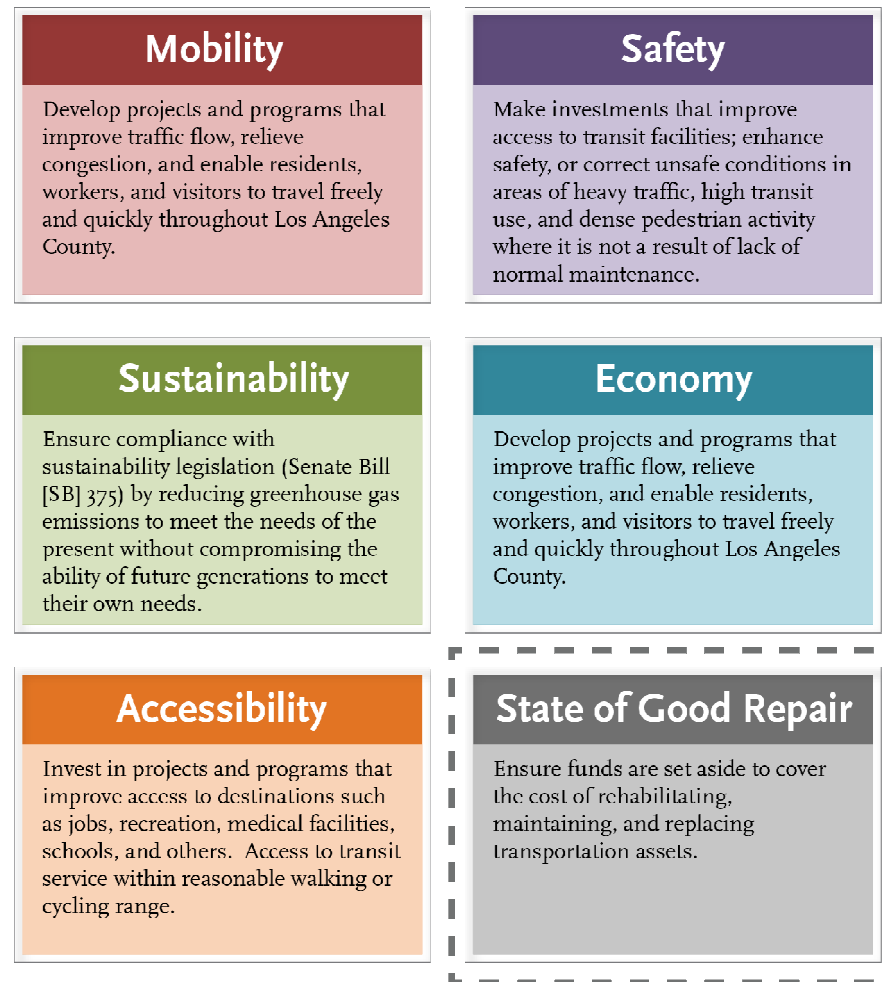 Mobility
Develop projects and programs that
improve traffic flow, relieve
congestion, and enable residents,
workers, and visitors to travel freely
and quickly throughout Los Angeles
County.
Safety
Make investments that improve
access to transit facilities; enhance
safety, or correct unsafe conditions in
areas of heavy traffic, high transit
use, and dense pedestrian activity
where it is not a result of lack of
normal maintenance.
Sustainability
Ensure compliance with
sustainability legislation (Senate Bill
[SB] 375) by reducing greenhouse gas
emissions to meet the needs of the
present without compromising the
ability of future generations to meet
their own needs.
Economy
Develop projects and programs that
improve traffic flow, relieve
congestion, and enable residents,
workers, and visitors to travel freely
and quickly throughout Los Angeles
County.
Accessibility
Invest in projects and programs that
improve access to destinations such
as jobs, recreation, medical facilities,
schools, and others.  Access to transit
service within reasonable walking or
cycling range.
State of Good Repair
Ensure funds are set aside to cover
the cost of rehabilitating,
maintaining, and replacing
transportation assets.